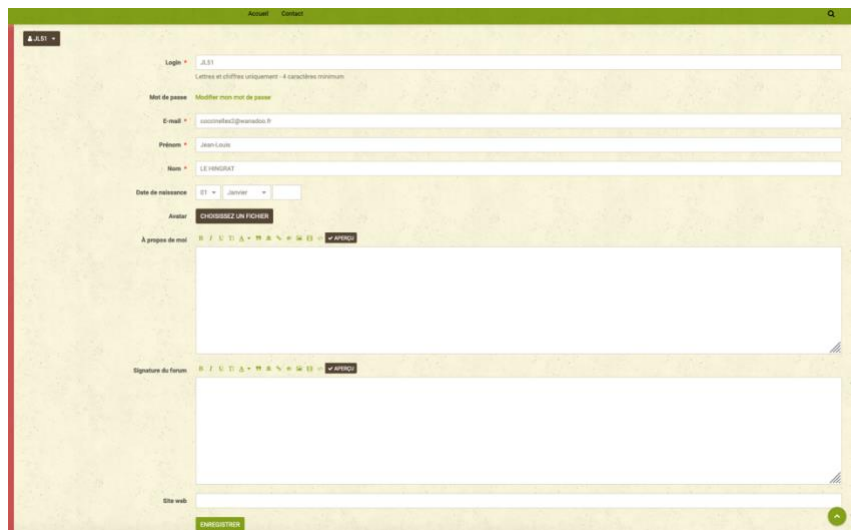 Accueil Contact
JL51
Login * JL51
Lettres et chiffres uniquement - 4 caractères minimum
Mot de passe Modifier mon mot de passe
E-mail * coccinelles2@wanadoo.fr
Prénom * Jean-Louis
Nom * LE HINGRAT
Date de naissance 01 Janvier
Avatar CHOISISSEZ UN FICHIER
À propos de moi B I U A APERÇU
Signature du forum B I U A APERÇU
Site web
ENREGISTRER